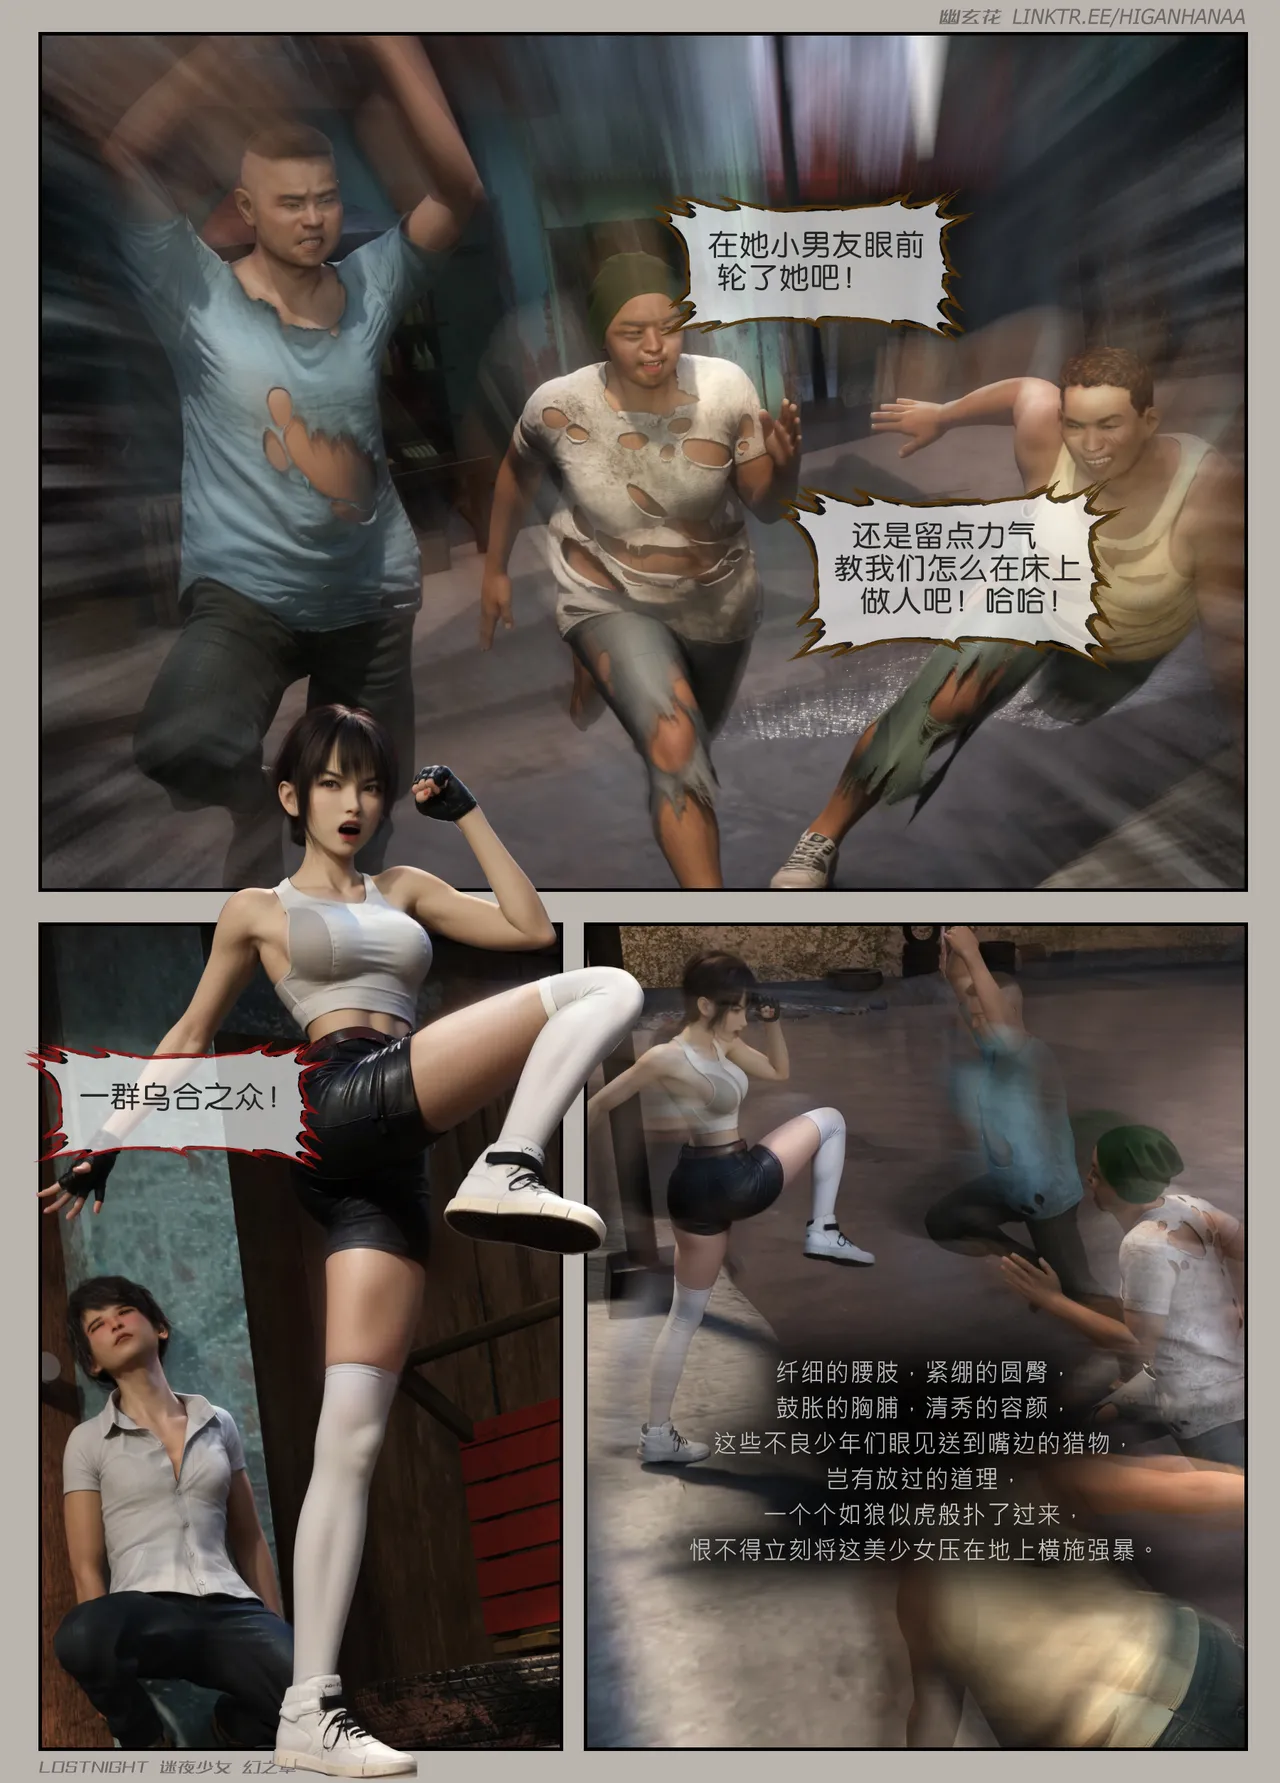 幽玄花 LINKTR.EE/HIGANHANAA
在她小男友眼前
轮了她吧！
还是留点力气
教我们怎么在床上
做人吧！哈哈！
一群乌合之众！
纤细的腰肢，紧绷的圆臀，
鼓胀的胸脯，清秀的容颜，
这些不良少年们眼见送到嘴边的猎物，
岂有放过的道理，
一个个如狼似虎般扑了过来，
恨不得立刻将这美少女压在地上横施强暴。
LOSTNIGHT 迷夜少女 幻之章